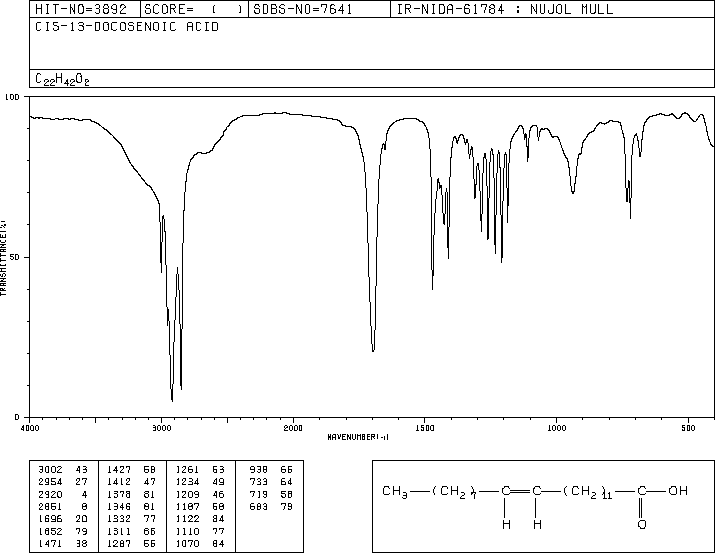 HIT-NO=3892 SCORE= ( ) SDBS-NO=7641 IR-NIDA-61784 : NUJOL MULL
CIS-13-DOCOSENOIC ACID
C22H42O2
100
50
0
TRANSMITTANCE(%)
4000 3000 2000 1500 1000 500
WAVENUMBER(-1)
3002 43 1427 58 1261 53 938 66
2954 27 1412 47 1234 49 733 64
2920 4 1378 81 1209 46 719 58
2851 8 1346 81 1187 58 683 79
1696 20 1332 77 1122 84
1652 79 1311 66 1110 77
1471 38 1287 55 1070 84
CH3 (CH2)7 C C (CH2)11 C OH
H H O